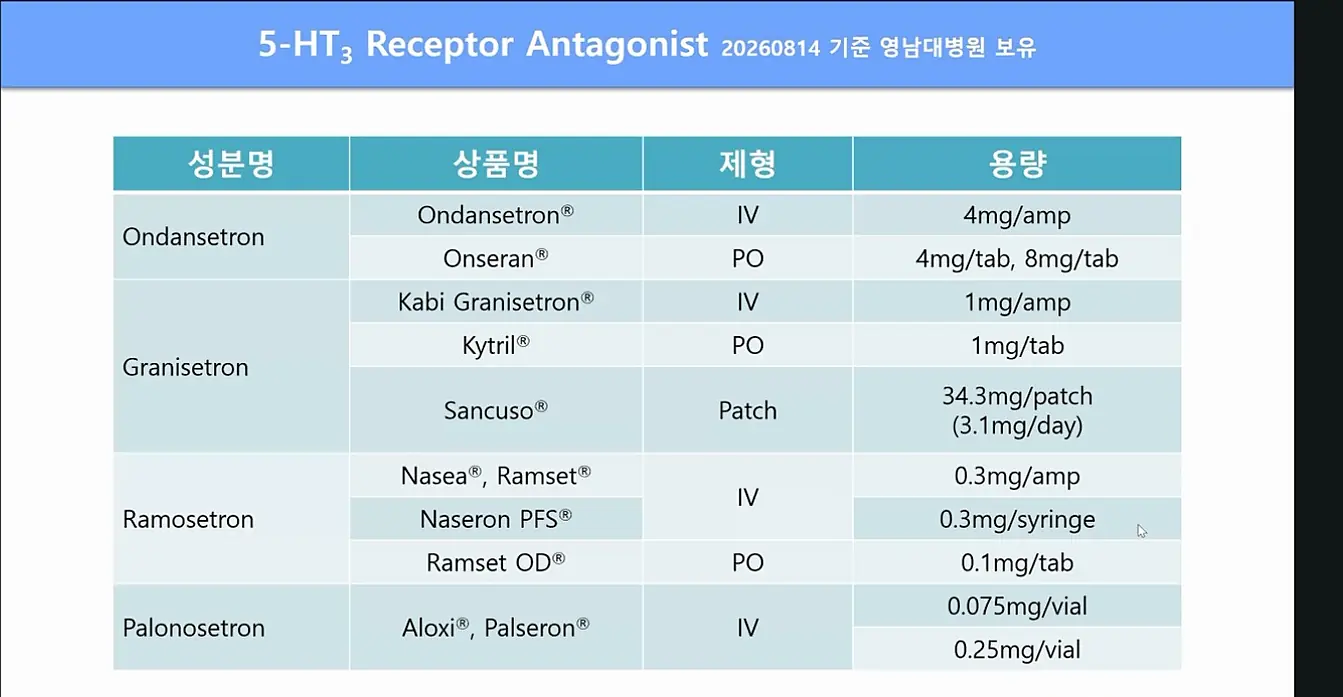 5-HT₃ Receptor Antagonist 20260814 기준 영남대병원 보유
성분명 상품명 제형 용량
Ondansetron
Ondansetron® IV 4mg/amp
Onseran® PO 4mg/tab, 8mg/tab
Granisetron
Kabi Granisetron® IV 1mg/amp
Kytril® PO 1mg/tab
Sancuso® Patch 34.3mg/patch
(3.1mg/day)
Ramosetron
Nasea®, Ramset® IV 0.3mg/amp
Naseron PFS® 0.3mg/syringe
Ramset OD® PO 0.1mg/tab
Palonosetron
Aloxi®, Palseron® IV 0.075mg/vial
0.25mg/vial